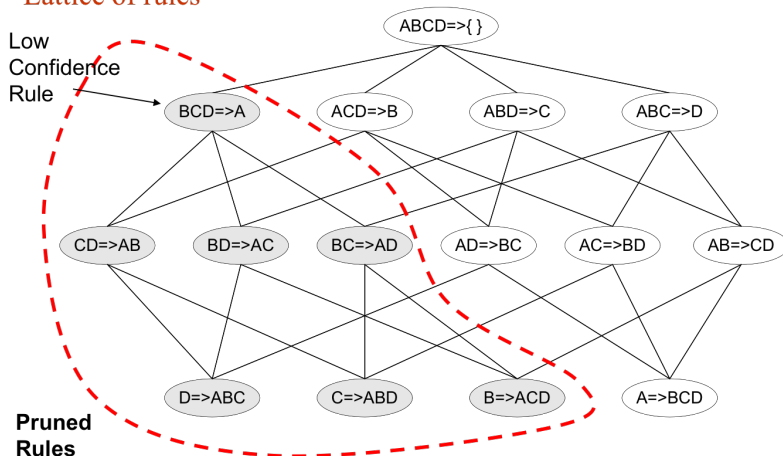 Lattice of rules
ABCD=>{ }
Low
Confidence
Rule
BCD=>A
ACD=>B
ABD=>C
ABC=>D
CD=>AB
BD=>AC
BC=>AD
AD=>BC
AC=>BD
AB=>CD
D=>ABC
C=>ABD
B=>ACD
A=>BCD
Pruned
Rules